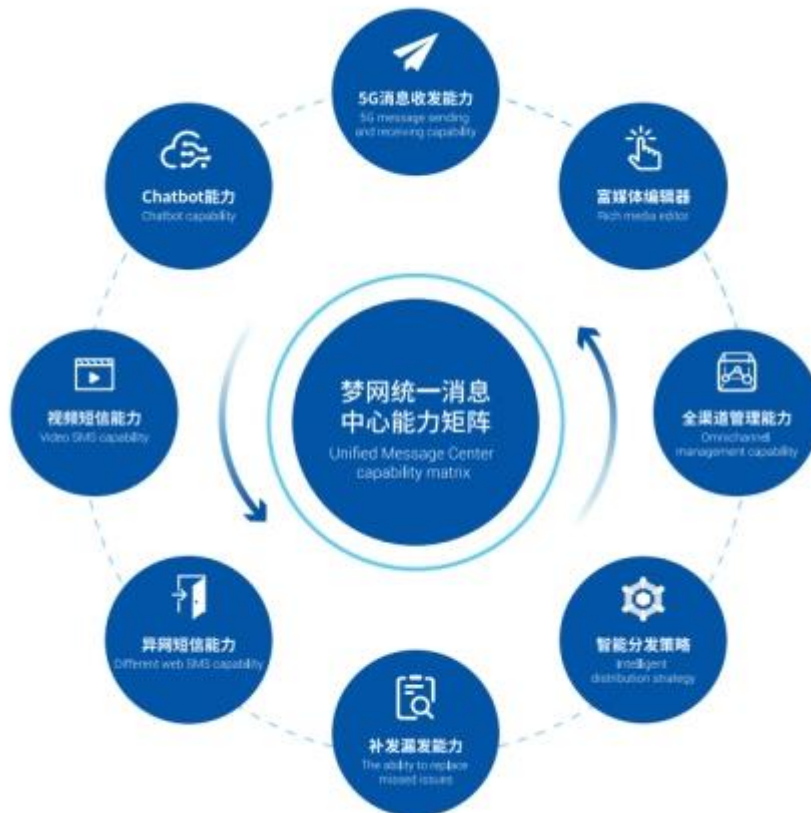 5G消息收发能力
5G message sending
and receiving capability
Chatbot能力
Chatbot capability
富媒体编辑器
Rich media editor
梦网统一消息
中心能力矩阵
Unified Message Center
capability matrix
视频短信能力
Video SMS capability
全渠道管理能力
Omnichannel
management capability
异网短信能力
Different web SMS capability
智能分发策略
Intelligent
distribution strategy
补发漏发能力
The ability to replace
missed issues